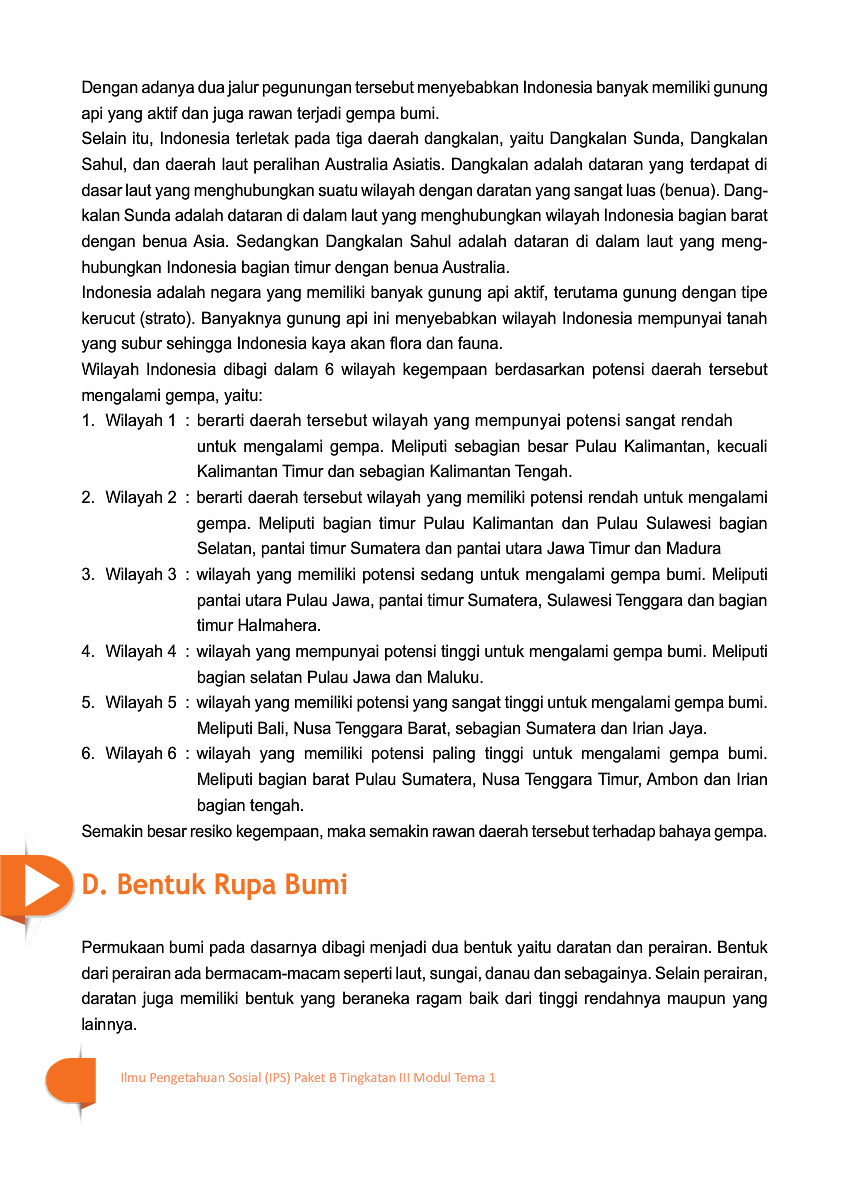 Dengan adanya dua jalur pegunungan tersebut menyebabkan Indonesia banyak memiliki gunung
api yang aktif dan juga rawan terjadi gempa bumi.
Selain itu, Indonesia terletak pada tiga daerah dangkalan, yaitu Dangkalan Sunda, Dangkalan
Sahul, dan daerah laut peralihan Australia Asiatis. Dangkalan adalah dataran yang terdapat di
dasar laut yang menghubungkan suatu wilayah dengan daratan yang sangat luas (benua). Dang-
kalan Sunda adalah dataran di dalam laut yang menghubungkan wilayah Indonesia bagian barat
dengan benua Asia. Sedangkan Dangkalan Sahul adalah dataran di dalam laut yang meng-
hubungkan Indonesia bagian timur dengan benua Australia.
Indonesia adalah negara yang memiliki banyak gunung api aktif, terutama gunung dengan tipe
kerucut (strato). Banyaknya gunung api ini menyebabkan wilayah Indonesia mempunyai tanah
yang subur sehingga Indonesia kaya akan flora dan fauna.
Wilayah Indonesia dibagi dalam 6 wilayah kegempaan berdasarkan potensi daerah tersebut
mengalami gempa, yaitu:
1. Wilayah 1 : berarti daerah tersebut wilayah yang mempunyai potensi sangat rendah
untuk mengalami gempa. Meliputi sebagian besar Pulau Kalimantan, kecuali
Kalimantan Timur dan sebagian Kalimantan Tengah.
2. Wilayah 2 : berarti daerah tersebut wilayah yang memiliki potensi rendah untuk mengalami
gempa. Meliputi bagian timur Pulau Kalimantan dan Pulau Sulawesi bagian
Selatan, pantai timur Sumatera dan pantai utara Jawa Timur dan Madura
3. Wilayah 3 : wilayah yang memiliki potensi sedang untuk mengalami gempa bumi. Meliputi
pantai utara Pulau Jawa, pantai timur Sumatera, Sulawesi Tenggara dan bagian
timur Halmahera.
4. Wilayah 4 : wilayah yang mempunyai potensi tinggi untuk mengalami gempa bumi. Meliputi
bagian selatan Pulau Jawa dan Maluku.
5. Wilayah 5 : wilayah yang memiliki potensi yang sangat tinggi untuk mengalami gempa bumi.
Meliputi Bali, Nusa Tenggara Barat, sebagian Sumatera dan Irian Jaya.
6. Wilayah 6 : wilayah yang memiliki potensi paling tinggi untuk mengalami gempa bumi.
Meliputi bagian barat Pulau Sumatera, Nusa Tenggara Timur, Ambon dan Irian
bagian tengah.
Semakin besar resiko kegempaan, maka semakin rawan daerah tersebut terhadap bahaya gempa.
D. Bentuk Rupa Bumi
Permukaan bumi pada dasarnya dibagi menjadi dua bentuk yaitu daratan dan perairan. Bentuk
dari perairan ada bermacam-macam seperti laut, sungai, danau dan sebagainya. Selain perairan,
daratan juga memiliki bentuk yang beraneka ragam baik dari tinggi rendahnya maupun yang
lainnya.
Ilmu Pengetahuan Sosial (IPS) Paket B Tingkatan III Modul Tema 1